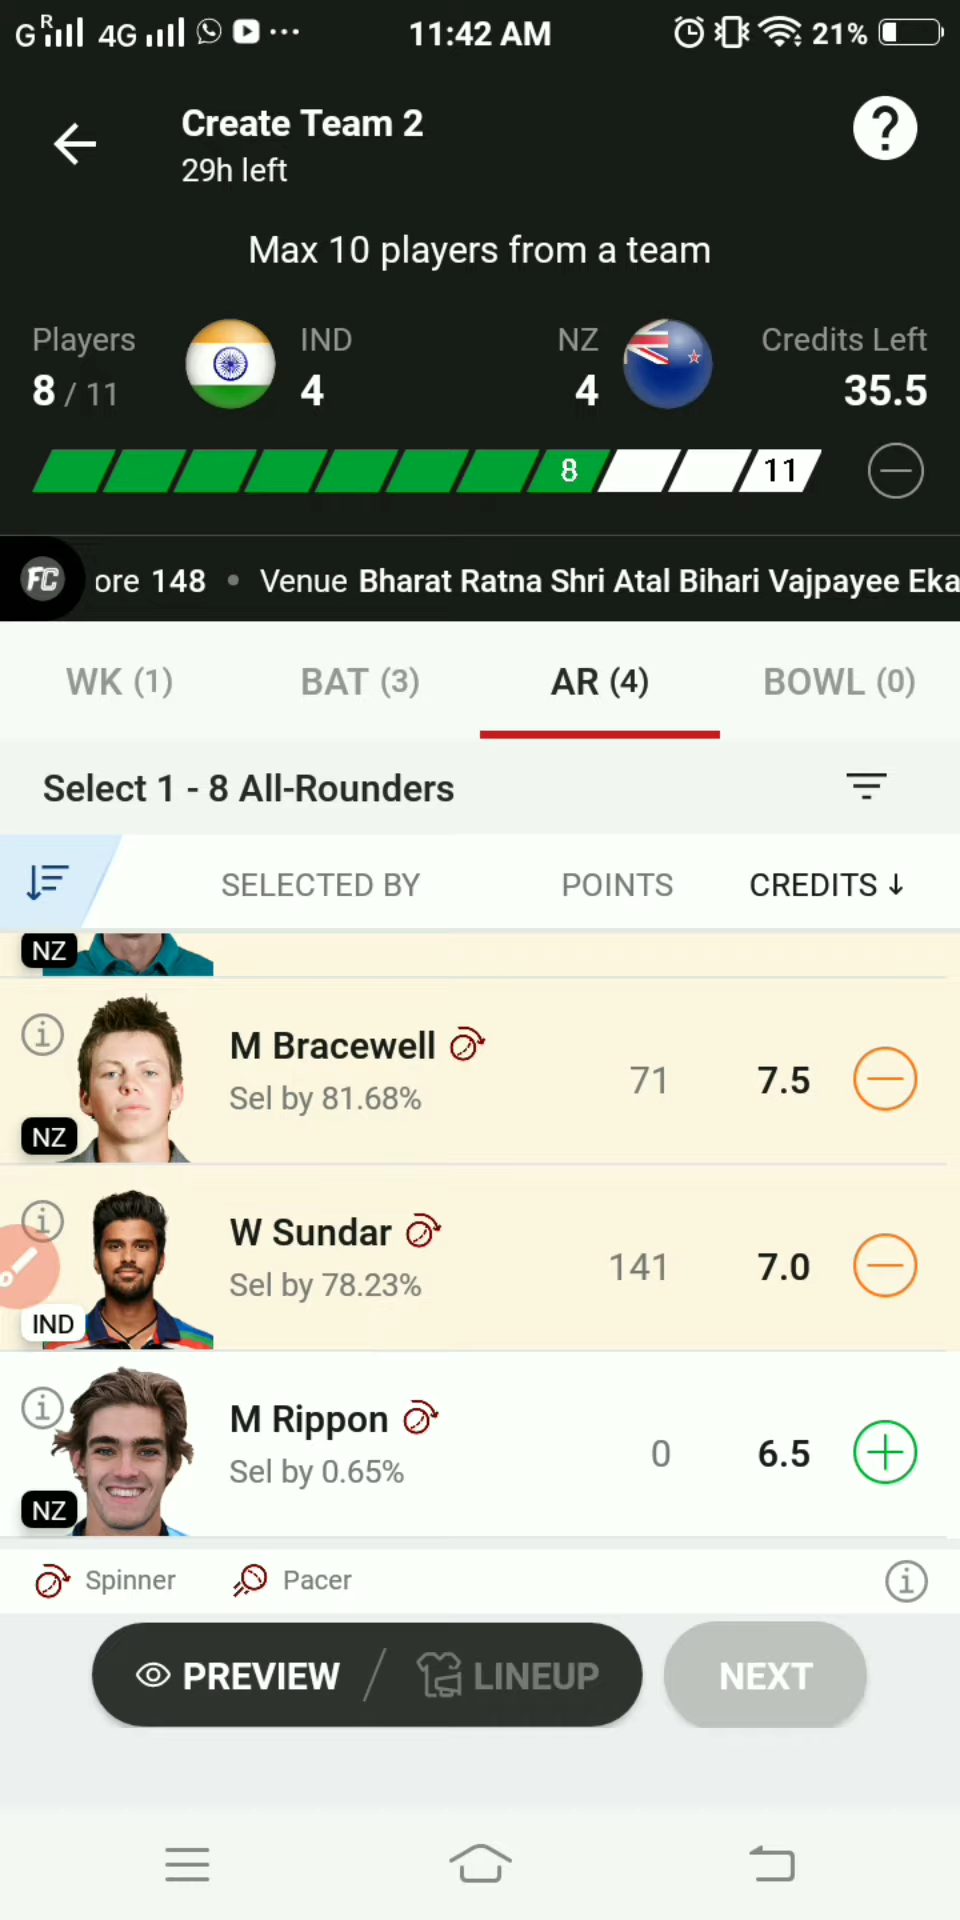 G R 4G 11:42 AM 21%
Create Team 2
29h left
?
Max 10 players from a team
Players IND NZ Credits Left
8 / 11 4 4 35.5
8 11
FC ore 148 • Venue Bharat Ratna Shri Atal Bihari Vajpayee Eka
WK (1) BAT (3) AR (4) BOWL (0)
Select 1 - 8 All-Rounders
SELECTED BY POINTS CREDITS ↓
NZ
M Bracewell
Sel by 81.68% 71 7.5
NZ
W Sundar
Sel by 78.23% 141 7.0
IND
M Rippon
Sel by 0.65% 0 6.5
NZ
Spinner Pacer
PREVIEW / LINEUP NEXT